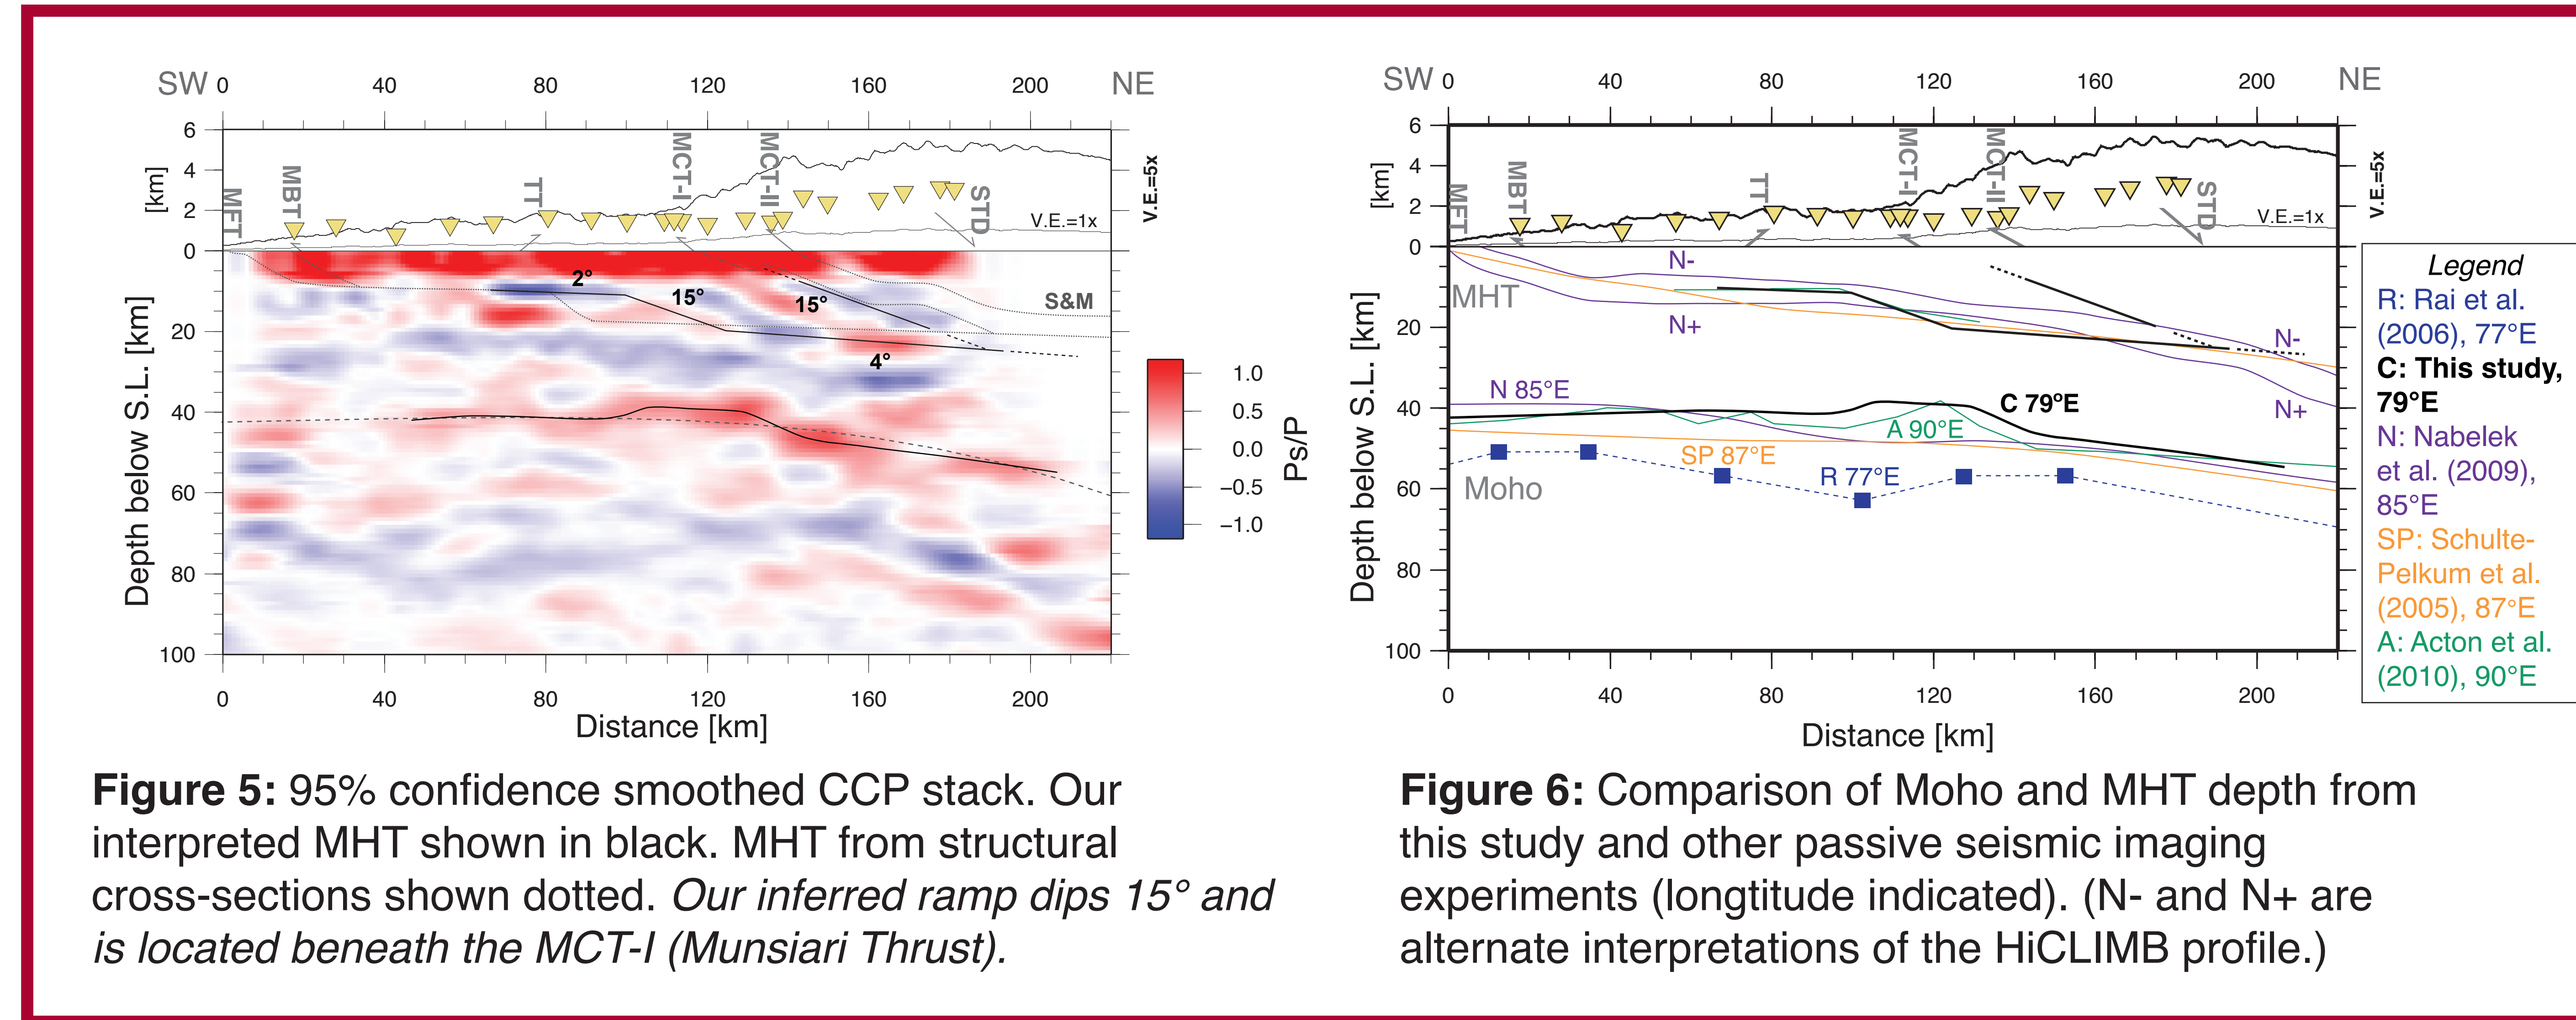 SW 0 40 80 120 160 200 NE
6
4
2
0
[km]
MFT
MBT
TT
MCT-I
MCT-II
STD
V.E.=1x
V.E.=5x
2°
15°
15°
4°
S&M
20
40
60
80
100
Depth below S.L. [km]
0 40 80 120 160 200
Distance [km]
1.0
0.5
0.0
−0.5
−1.0
Ps/P
Figure 5: 95% confidence smoothed CCP stack. Our
interpreted MHT shown in black. MHT from structural
cross-sections shown dotted. Our inferred ramp dips 15° and
is located beneath the MCT-I (Munsiari Thrust).
SW 0 40 80 120 160 200 NE
6
4
2
0
[km]
MFT
MBT
TT
MCT-I
MCT-II
STD
V.E.=1x
V.E.=5x
N-
MHT
N+
N-
N+
N 85°E
C 79°E
A 90°E
SP 87°E
R 77°E
Moho
20
40
60
80
100
Depth below S.L. [km]
0 40 80 120 160 200
Distance [km]
Legend
R: Rai et al.
(2006), 77°E
C: This study,
79°E
N: Nabelek
et al. (2009),
85°E
SP: Schulte-
Pelkum et al.
(2005), 87°E
A: Acton et al.
(2010), 90°E
Figure 6: Comparison of Moho and MHT depth from
this study and other passive seismic imaging
experiments (longtitude indicated). (N- and N+ are
alternate interpretations of the HiCLIMB profile.)